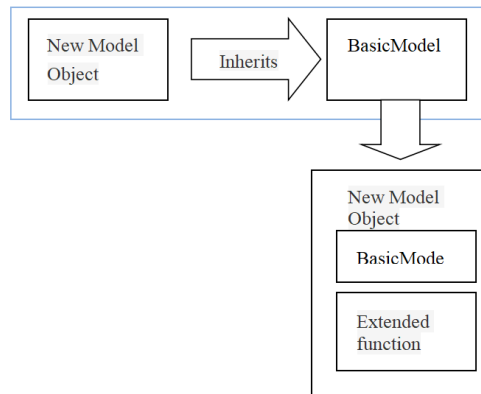 New Model
Object
Inherits
BasicModel
New Model
Object
BasicMode
Extended
function